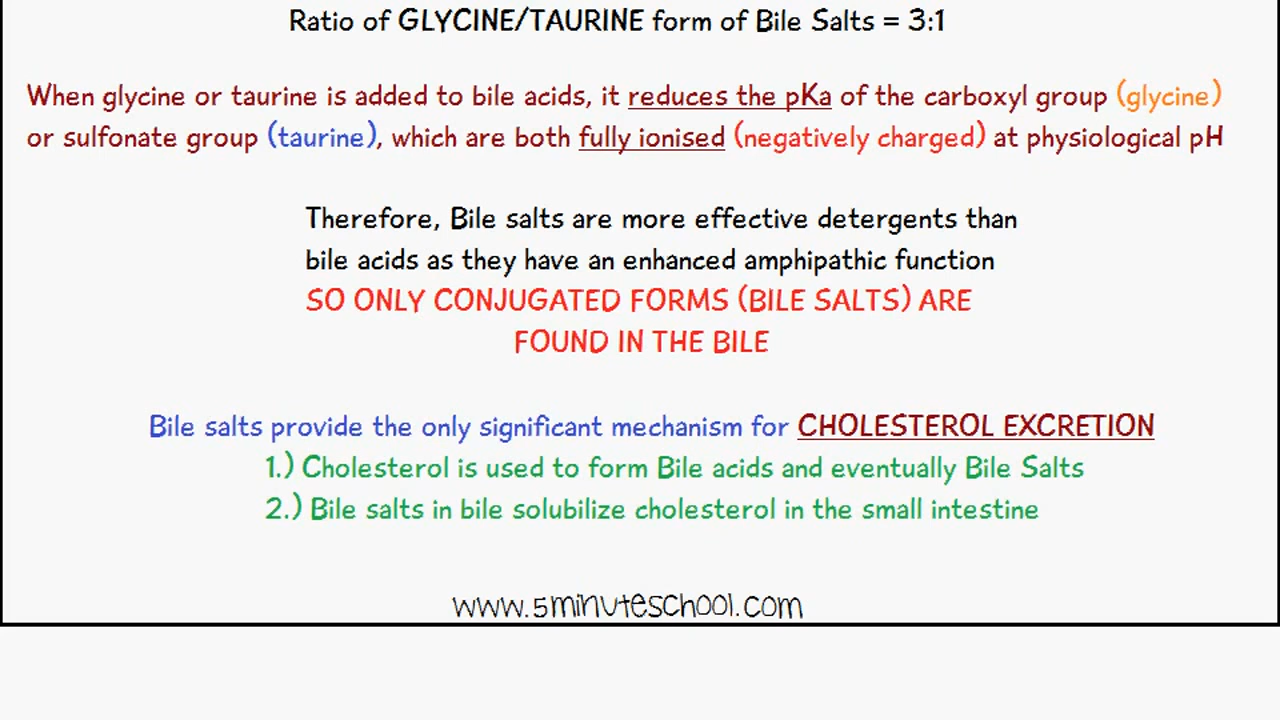 Ratio of GLYCINE/TAURINE form of Bile Salts = 3:1
When glycine or taurine is added to bile acids, it reduces the pKa of the carboxyl group (glycine)
or sulfonate group (taurine), which are both fully ionised (negatively charged) at physiological pH
Therefore, Bile salts are more effective detergents than
bile acids as they have an enhanced amphipathic function
SO ONLY CONJUGATED FORMS (BILE SALTS) ARE
FOUND IN THE BILE
Bile salts provide the only significant mechanism for CHOLESTEROL EXCRETION
1.) Cholesterol is used to form Bile acids and eventually Bile Salts
2.) Bile salts in bile solubilize cholesterol in the small intestine
www.5minuteschool.com